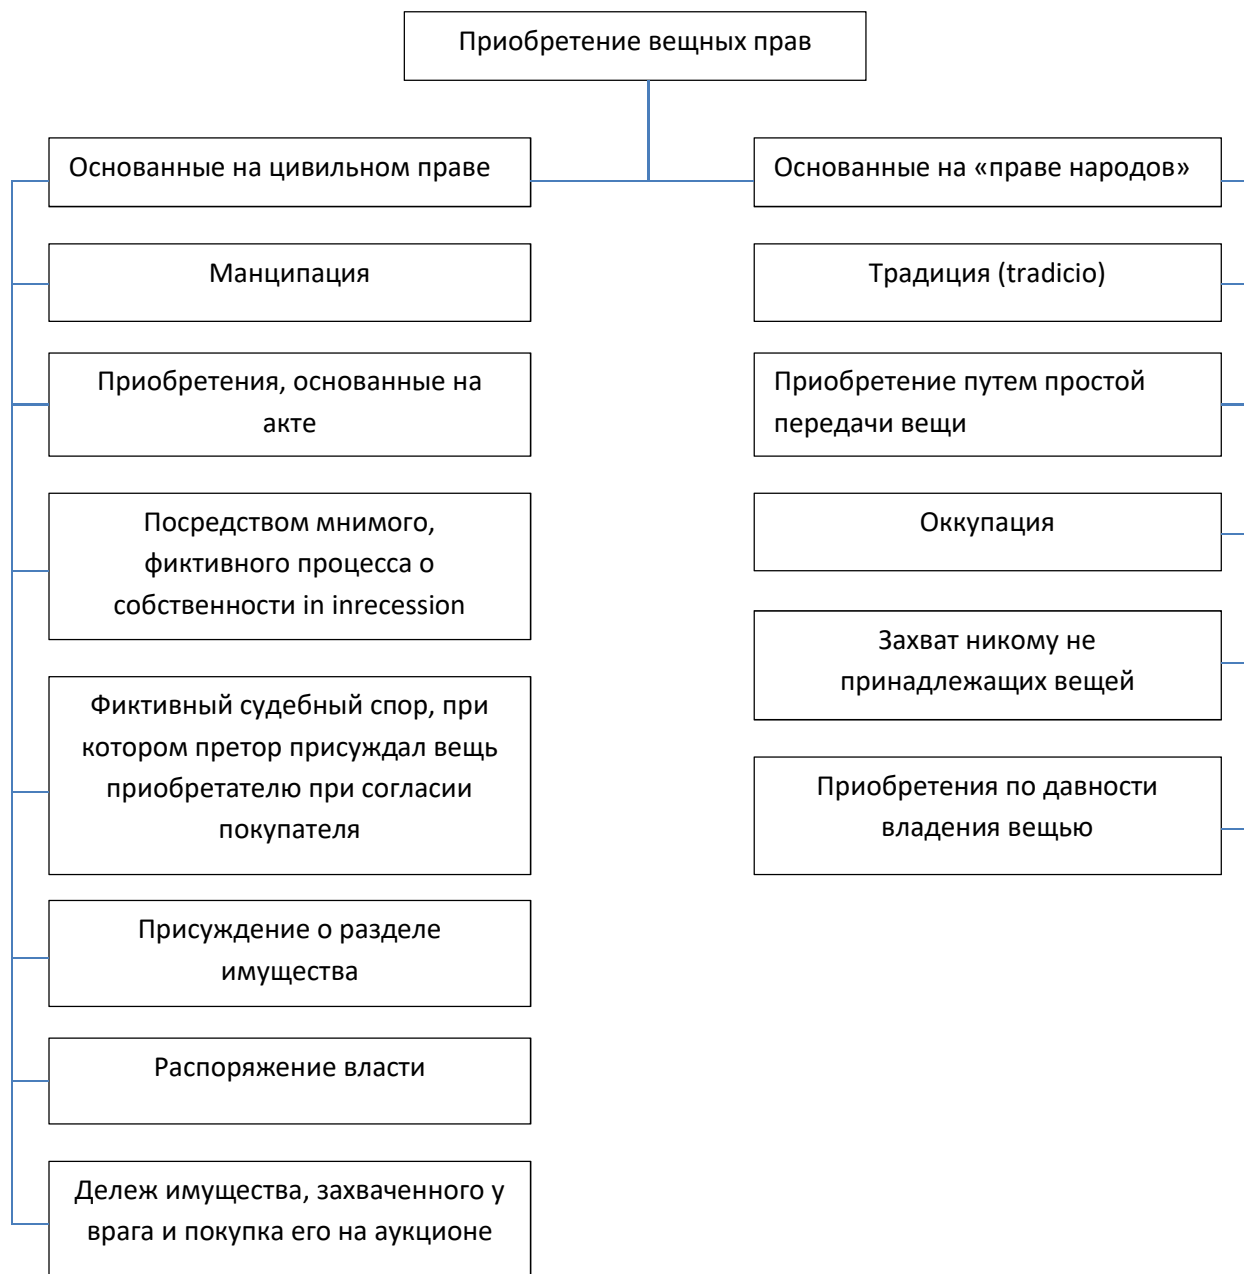 Приобретение вещных прав
Основанные на цивильном праве
Манципация
Приобретения, основанные на
акте
Посредством мнимого,
фиктивного процесса о
собственности in inrecession
Фиктивный судебный спор, при
котором претор присуждал вещь
приобретателю при согласии
покупателя
Присуждение о разделе
имущества
Распоряжение власти
Дележ имущества, захваченного у
врага и покупка его на аукционе
Основанные на «праве народов»
Традиция (tradicio)
Приобретение путем простой
передачи вещи
Оккупация
Захват никому не
принадлежащих вещей
Приобретения по давности
владения вещью